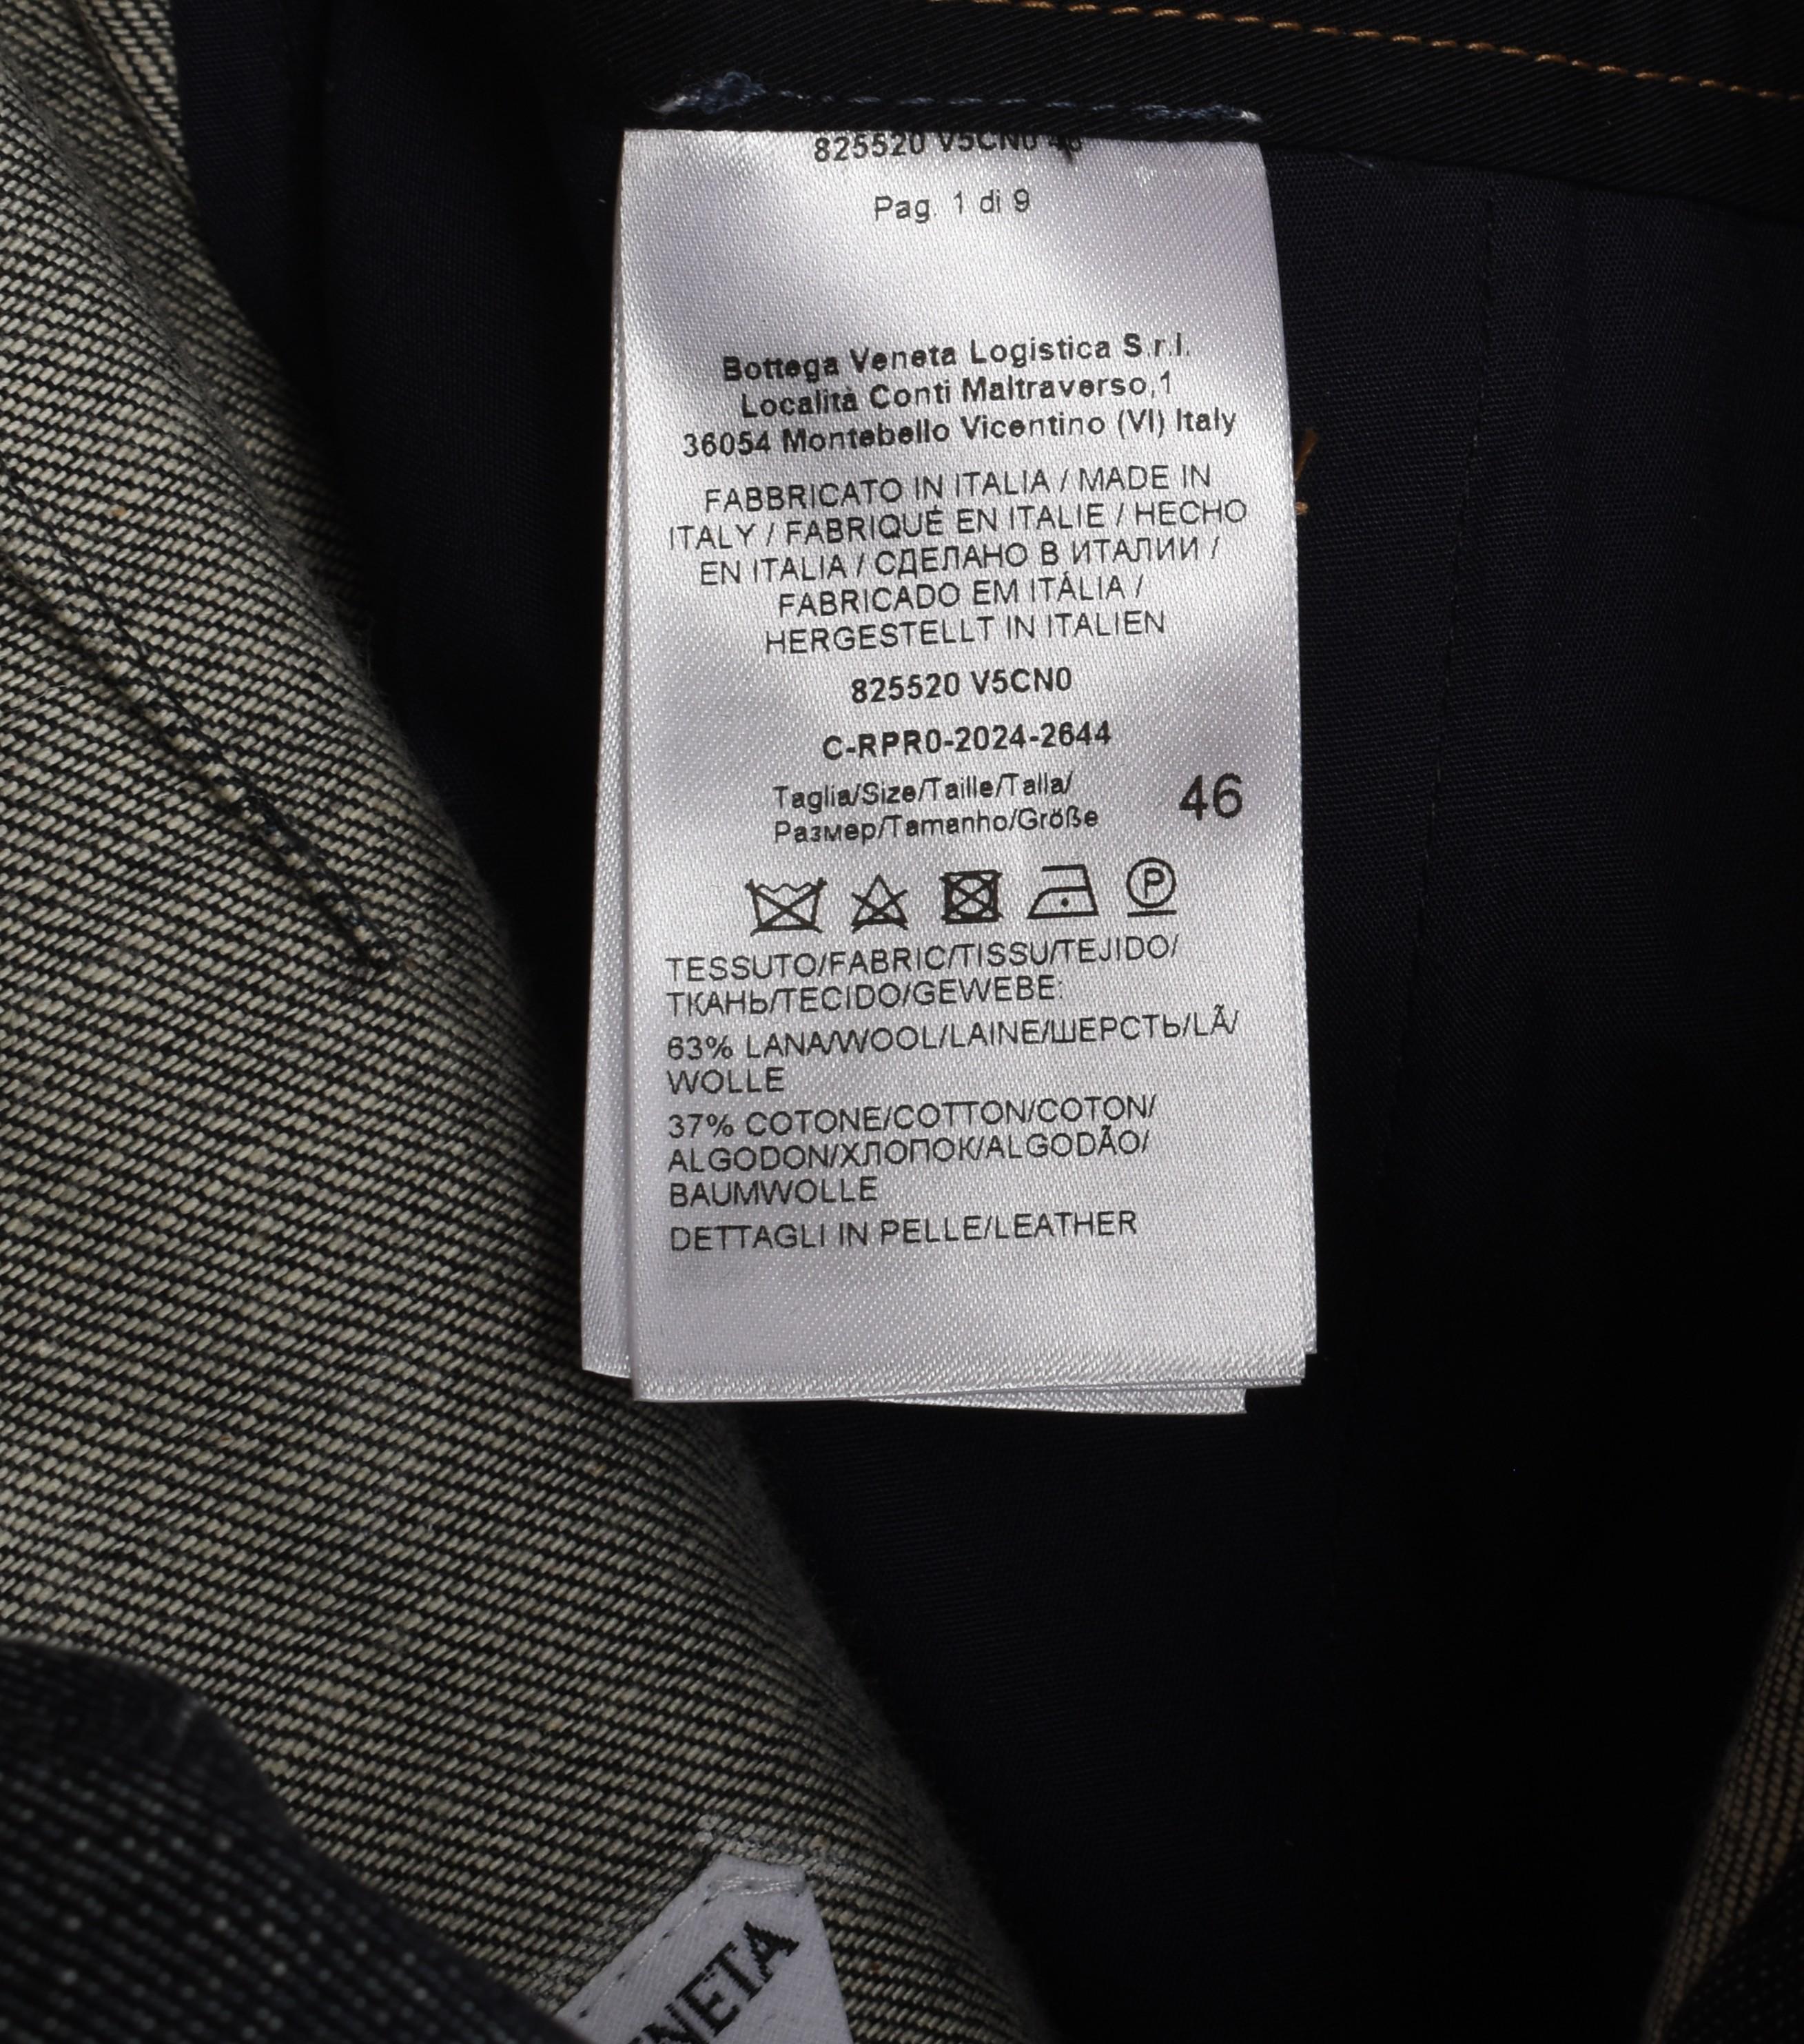 825520 V5CN0 46
Pag. 1 di 9
Bottega Veneta Logistica S.r.l.
Località Conti Maltraverso,1
36054 Montebello Vicentino (VI) Italy
FABBRICATO IN ITALIA / MADE IN
ITALY / FABRIQUÉ EN ITALIE / HECHO
EN ITALIA / СДЕЛАНО В ИТАЛИИ /
FABRICADO EM ITÁLIA /
HERGESTELLT IN ITALIEN
825520 V5CN0
C-RPR0-2024-2644
Taglia/Size/Taille/Talla/
Размер/Tamanho/Größe 46
P
TESSUTO/FABRIC/TISSU/TEJIDO/
ТКАНЬ/TECIDO/GEWEBE:
63% LANA/WOOL/LAINE/ШЕРСТЬ/LÃ/
WOLLE
37% COTONE/COTTON/COTON/
ALGODON/ХЛОПОК/ALGODÃO/
BAUMWOLLE
DETTAGLI IN PELLE/LEATHER
NETA